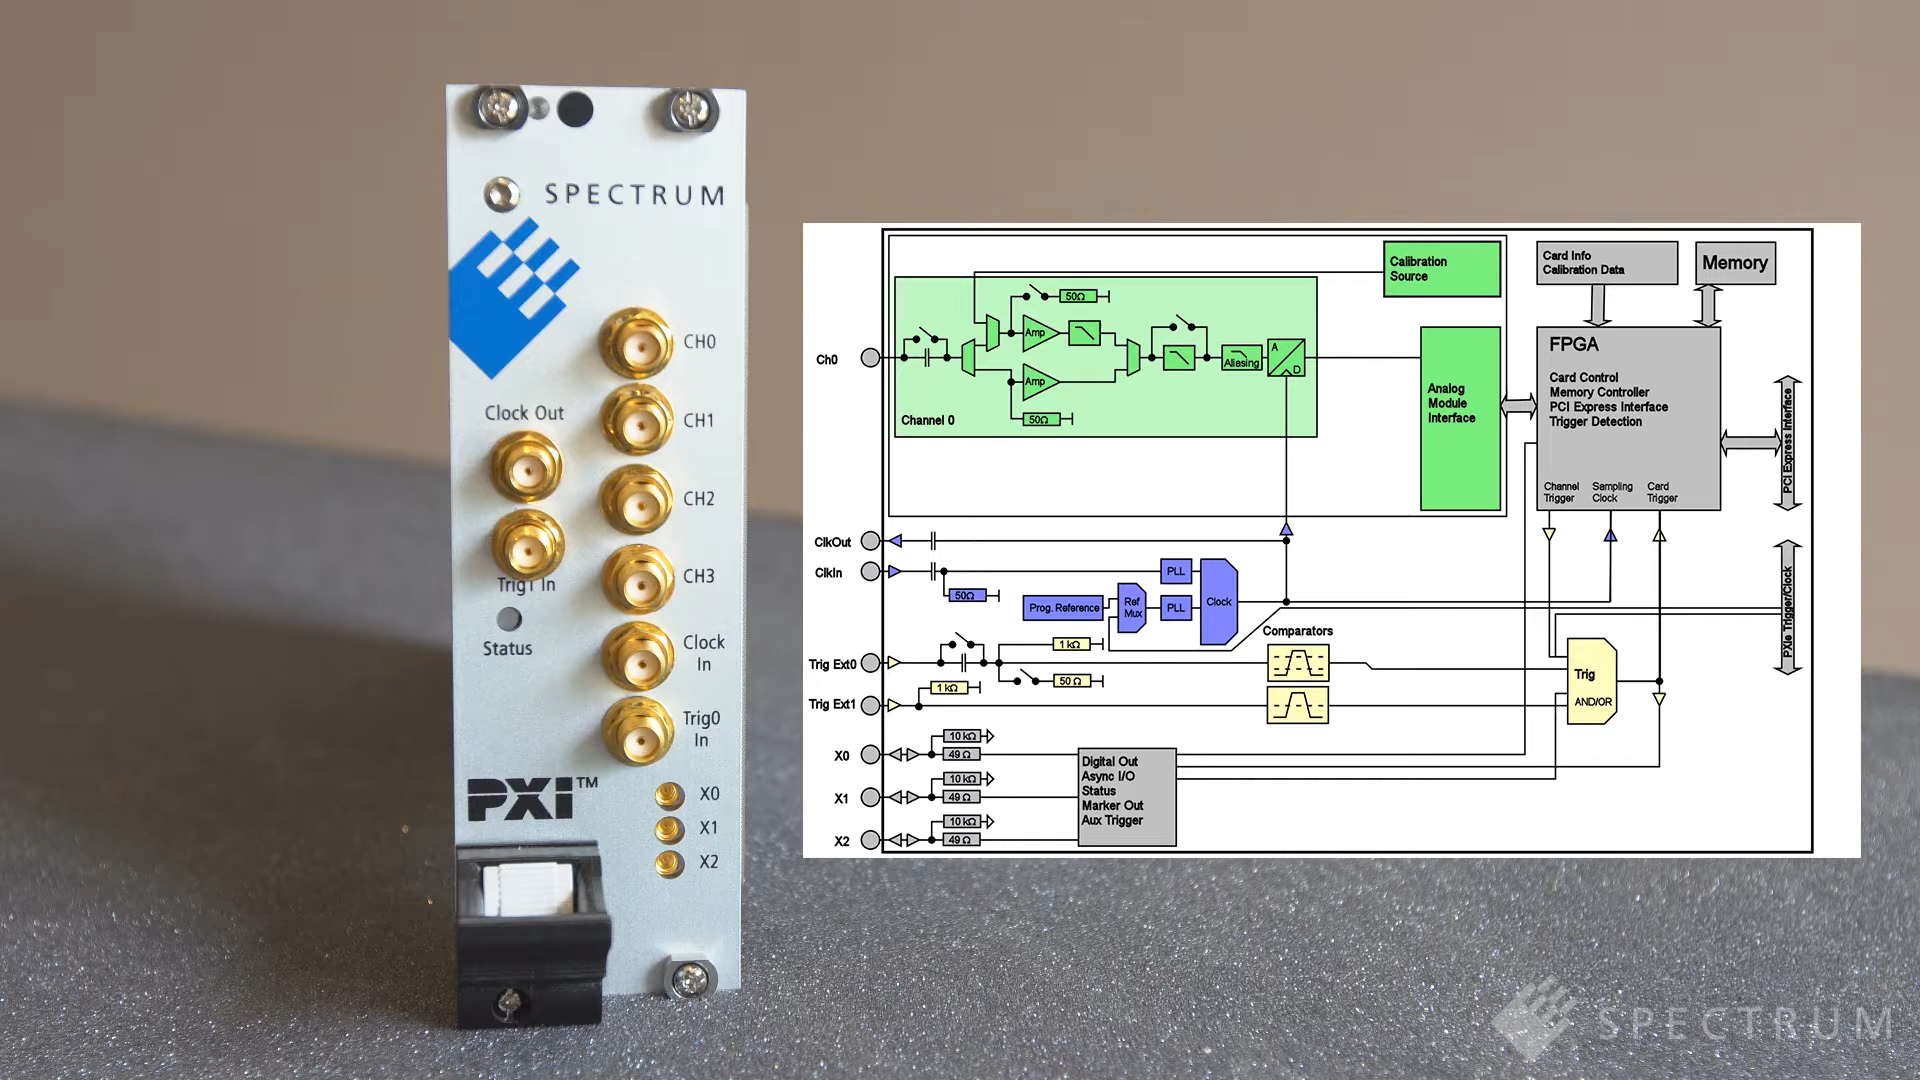 SPECTRUM
CH0
CH1
Clock Out
CH2
CH3
Trig1 In
Status
Clock
In
Trig0
In
PXI™
X0
X1
X2
Calibration
Source
Card Info
Calibration Data
Memory
50Ω
Amp
Amp
50Ω
Aliasing
A
D
Ch0
Channel 0
Analog
Module
Interface
FPGA
Card Control
Memory Controller
PCI Express Interface
Trigger Detection
Channel
Trigger
Sampling
Clock
Card
Trigger
PCI Express Interface
ClkOut
ClkIn
50Ω
PLL
Prog. Reference
Ref
Mux
PLL
Clock
PXIe Trigger/Clock
Comparators
Trig Ext0
1 kΩ
50 Ω
Trig Ext1
1 kΩ
Trig
AND/OR
X0
10 kΩ
49 Ω
X1
10 kΩ
49 Ω
X2
10 kΩ
49 Ω
Digital Out
Async I/O
Status
Marker Out
Aux Trigger
SPECTRUM